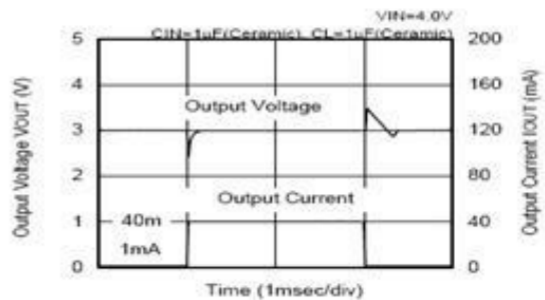 VIN=4.0V
CIN=1uF(Ceramic), CL=1uF(Ceramic)
5
4
3
2
1
0
200
160
120
80
40
0
Output Voltage VOUT (V)
Output Current IOUT (mA)
Output Voltage
Output Current
40m
1mA
Time (1msec/div)